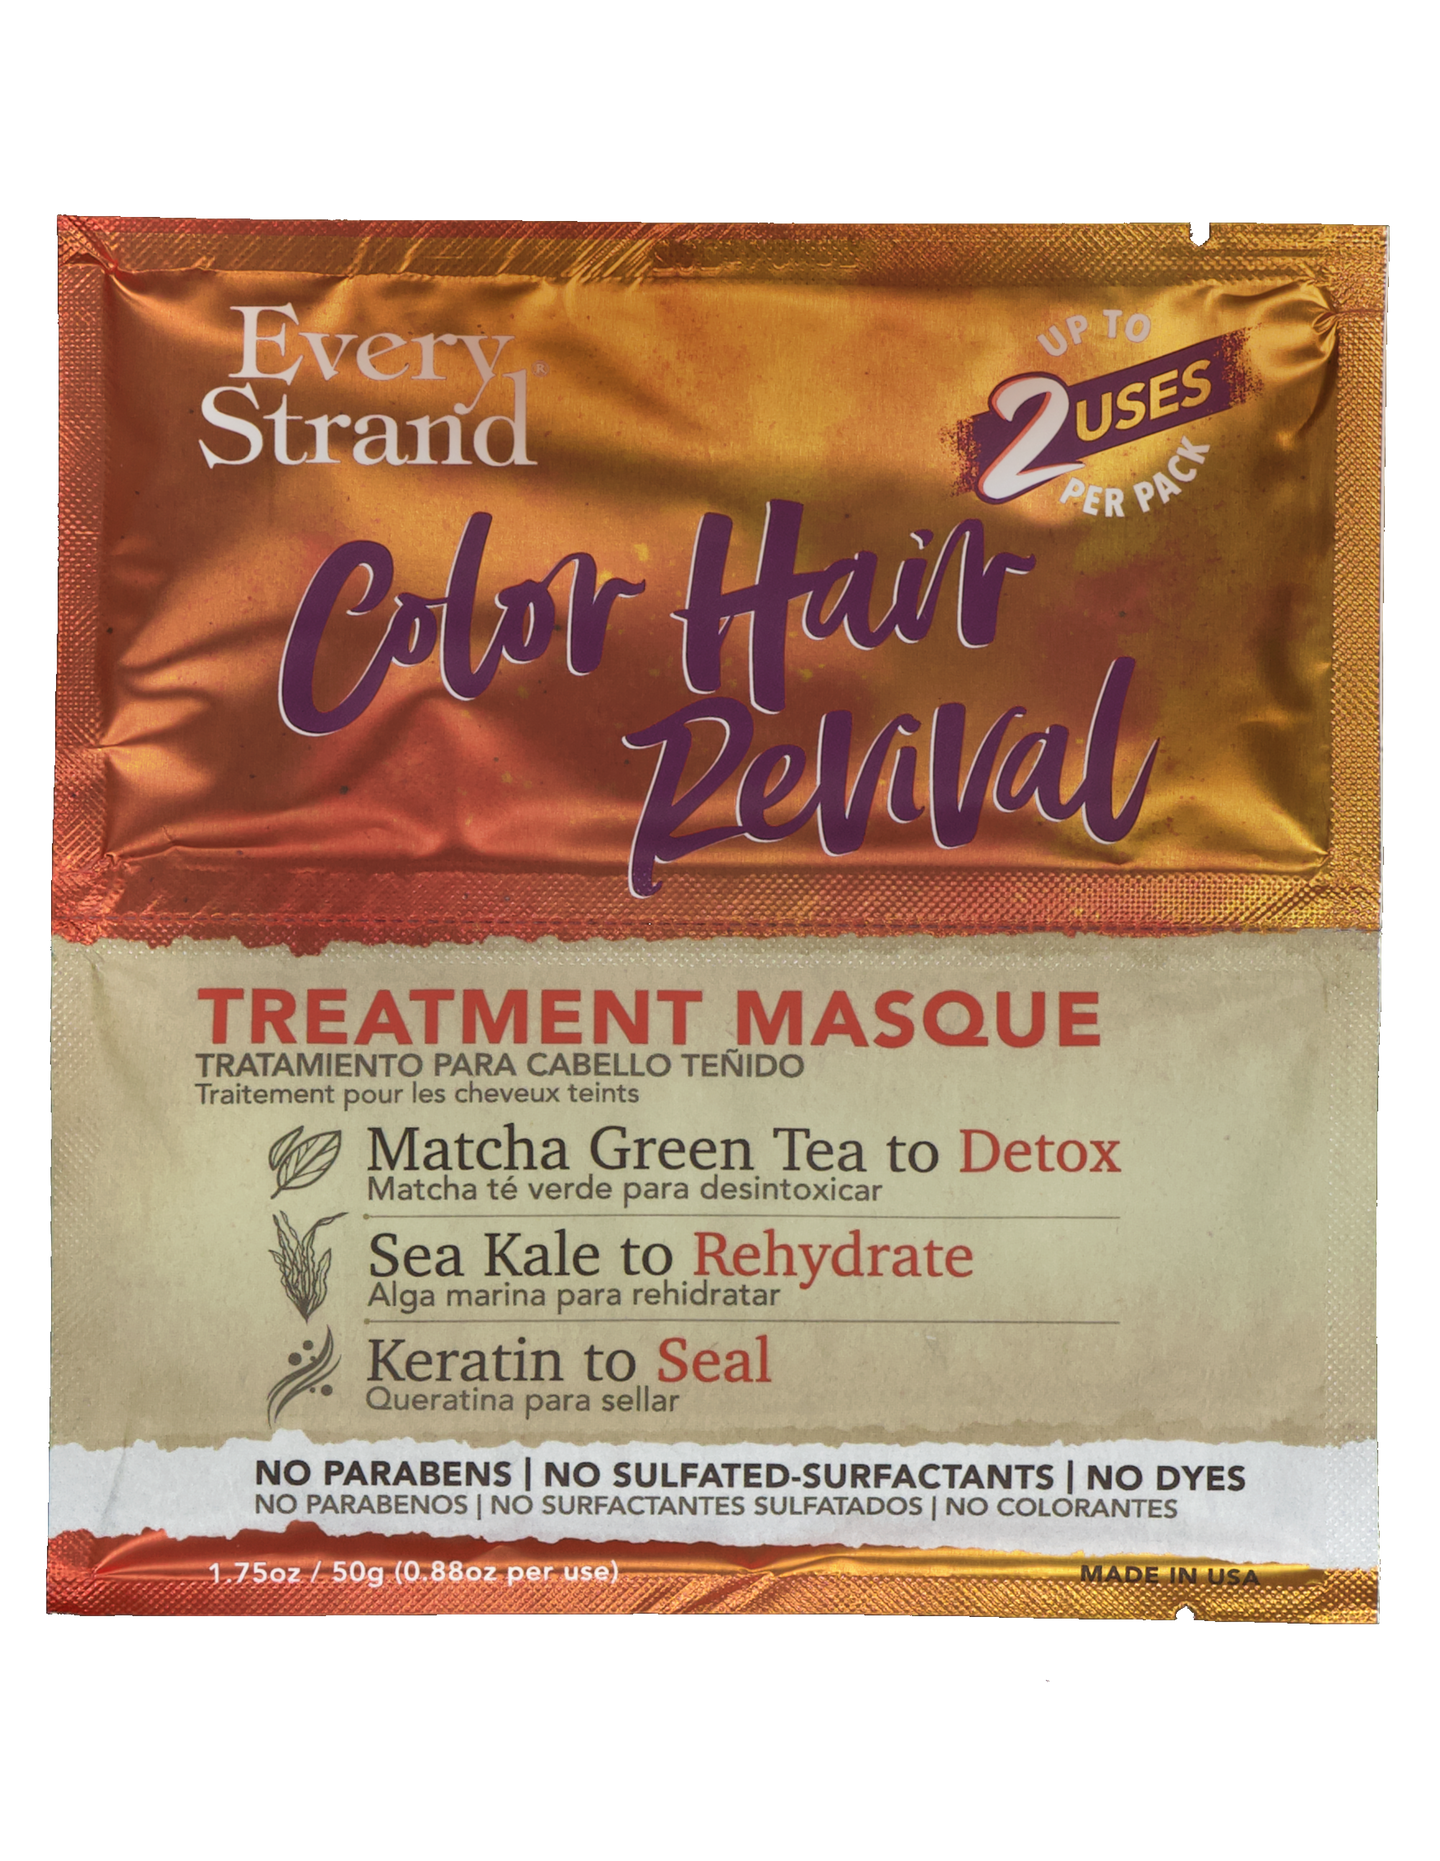 Every
Strand®
UP TO
2 USES
PER PACK
Color Hair
Revival
TREATMENT MASQUE
TRATAMIENTO PARA CABELLO TEÑIDO
Traitement pour les cheveux teints
Matcha Green Tea to Detox
Matcha té verde para desintoxicar
Sea Kale to Rehydrate
Alga marina para rehidratar
Keratin to Seal
Queratina para sellar
NO PARABENS | NO SULFATED-SURFACTANTS | NO DYES
NO PARABENOS | NO SURFACTANTES SULFATADOS | NO COLORANTES
1.75oz / 50g (0.88oz per use)
MADE IN USA